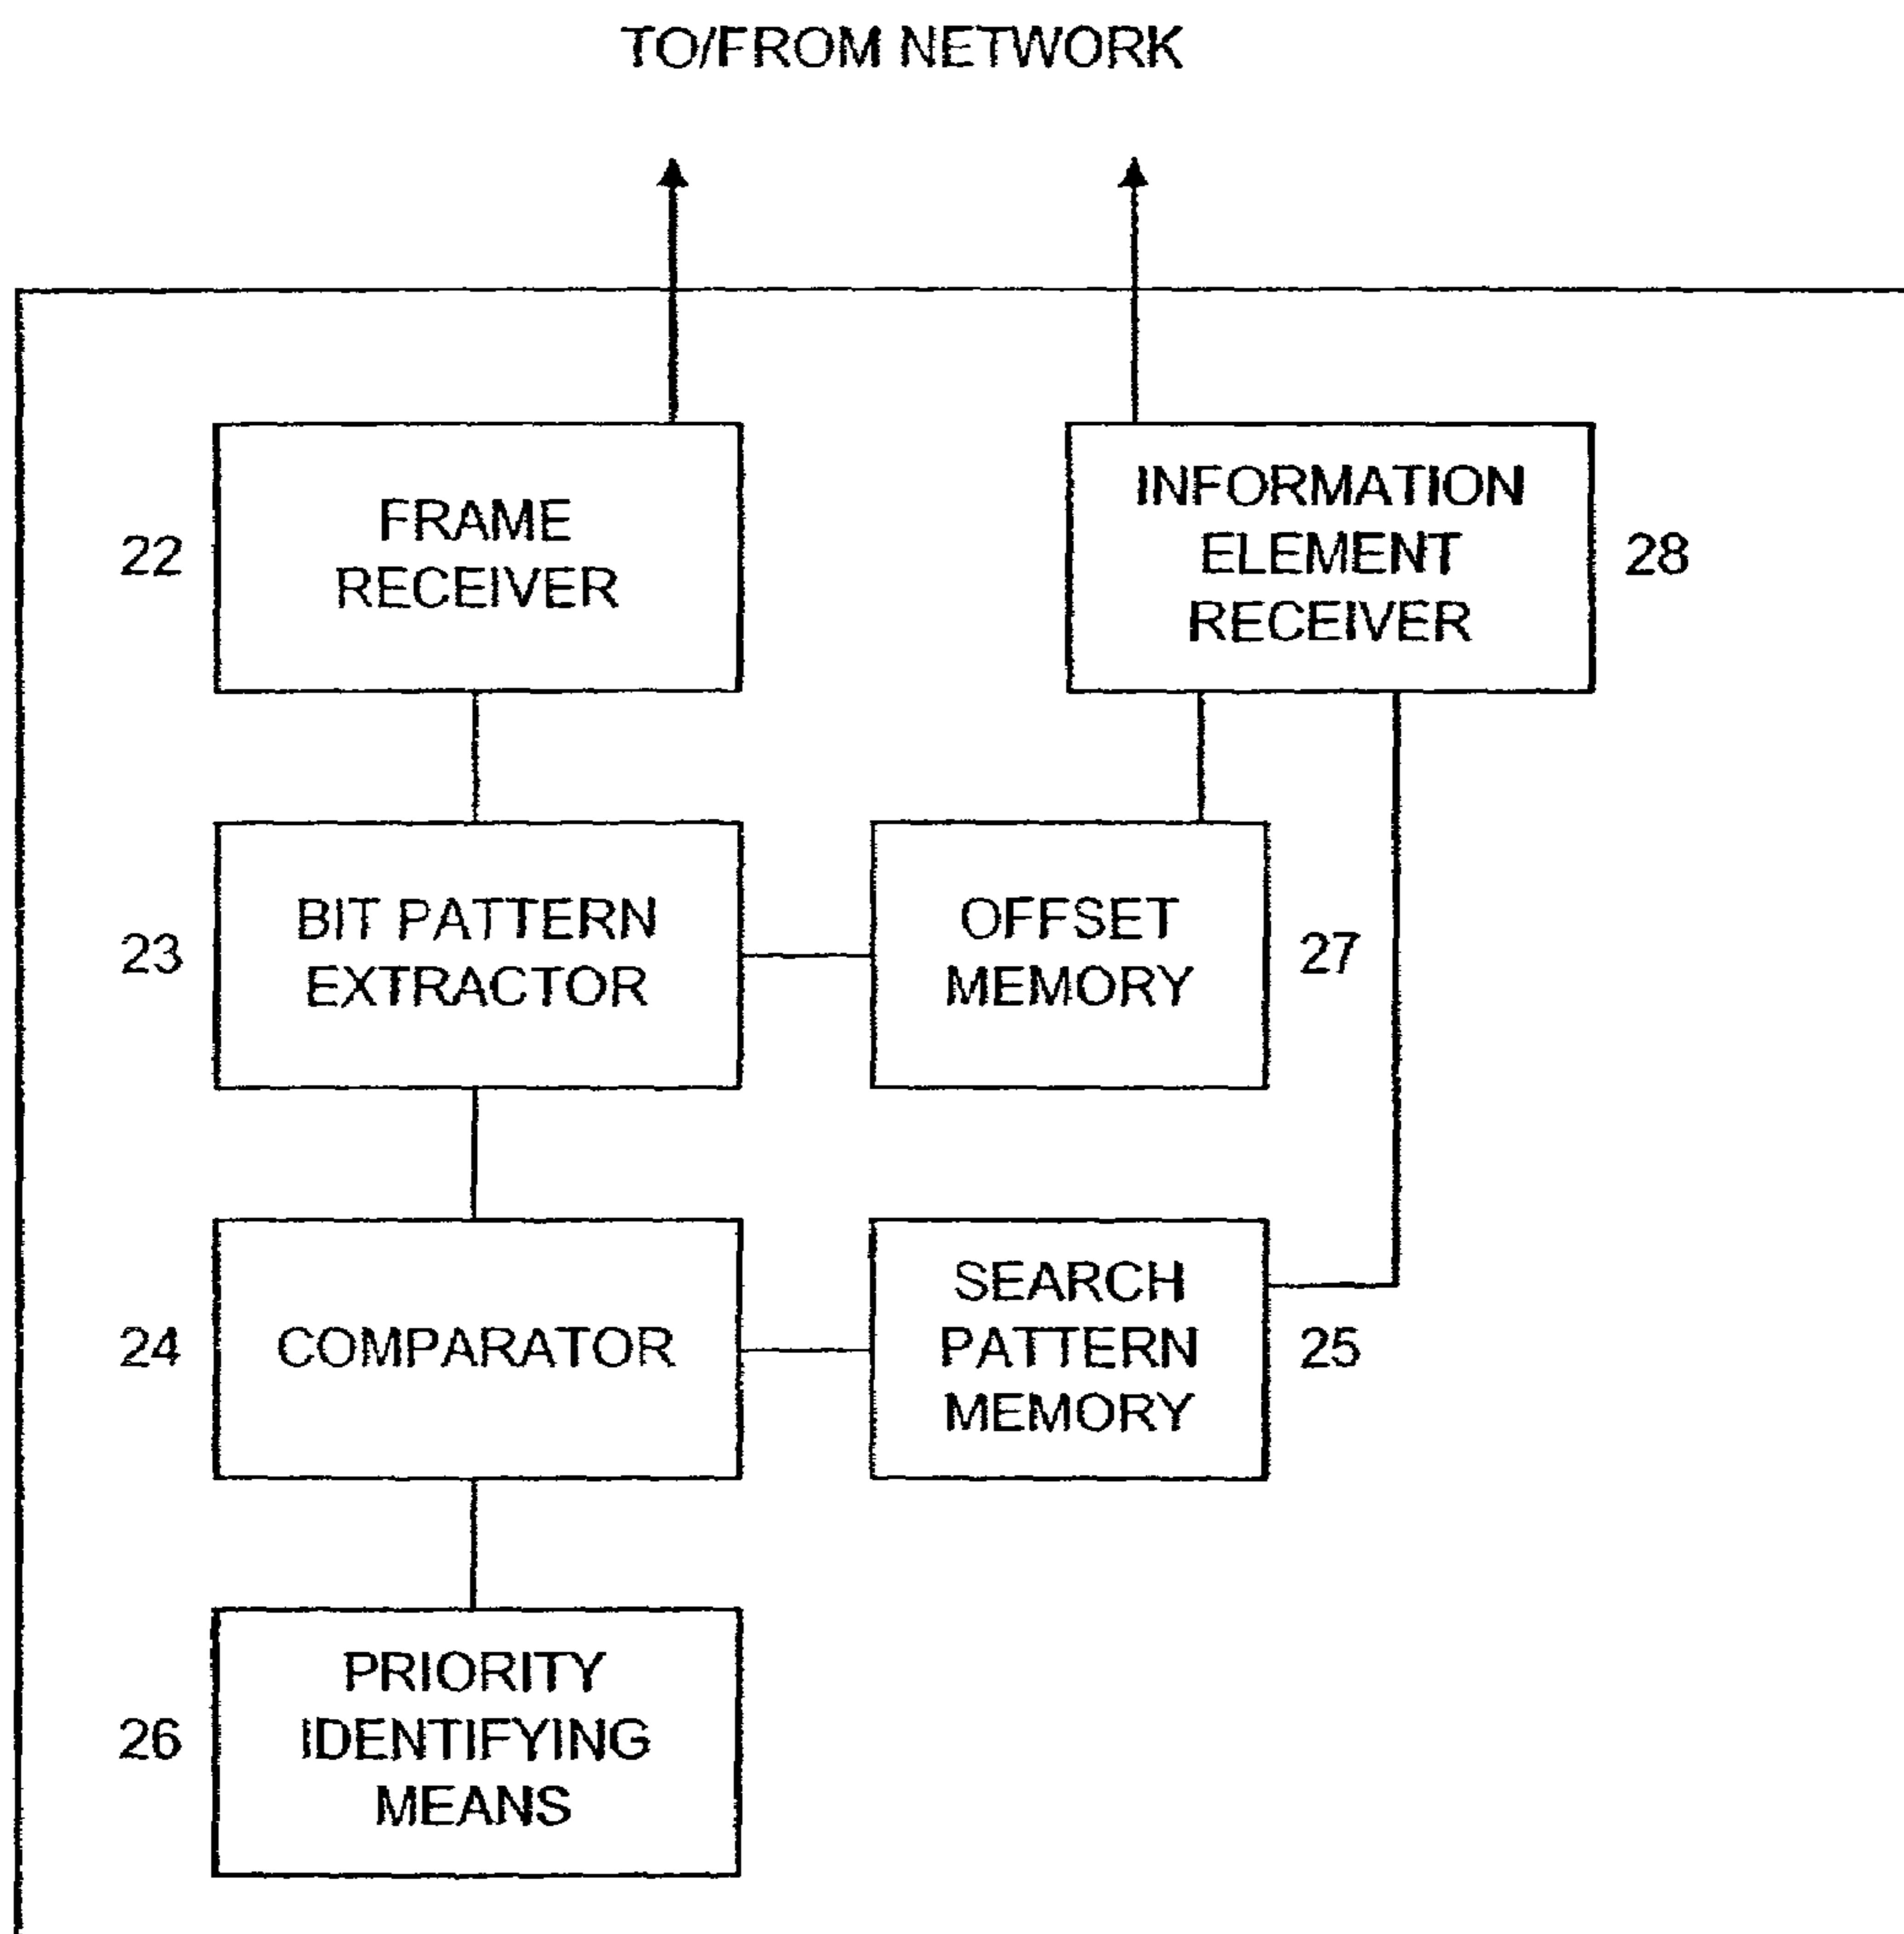 TO/FROM NETWORK
22
FRAME
RECEIVER
INFORMATION
ELEMENT
RECEIVER
28
23
BIT PATTERN
EXTRACTOR
OFFSET
MEMORY
27
24
COMPARATOR
SEARCH
PATTERN
MEMORY
25
26
PRIORITY
IDENTIFYING
MEANS